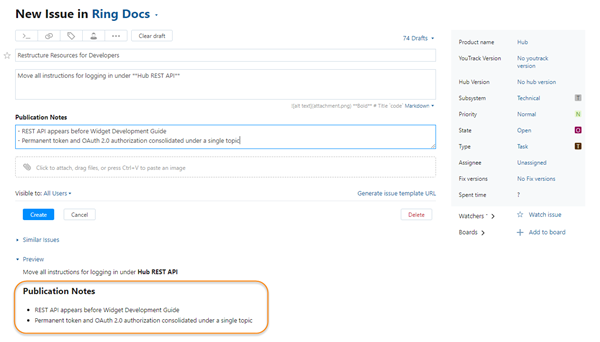 New Issue in Ring Docs
Clear draft
74 Drafts
Restructure Resources for Developers
Move all instructions for logging in under **Hub REST API**
![alt text](attachment.png) **Bold** # Title `code` Markdown
Publication Notes
- REST API appears before Widget Development Guide
- Permanent token and OAuth 2.0 authorization consolidated under a single topic
Click to attach, drag files, or press Ctrl+V to paste an image
Visible to: All Users
Generate issue template URL
Create
Cancel
Delete
Similar Issues
Preview
Move all instructions for logging in under Hub REST API
Publication Notes
• REST API appears before Widget Development Guide
• Permanent token and OAuth 2.0 authorization consolidated under a single topic
Product name Hub
YouTrack Version No youtrack
version
Hub Version No hub version
Subsystem Technical T
Priority Normal N
State Open O
Type Task T
Assignee Unassigned
Fix versions No Fix versions
Spent time ?
Watchers Watch issue
Boards Add to board